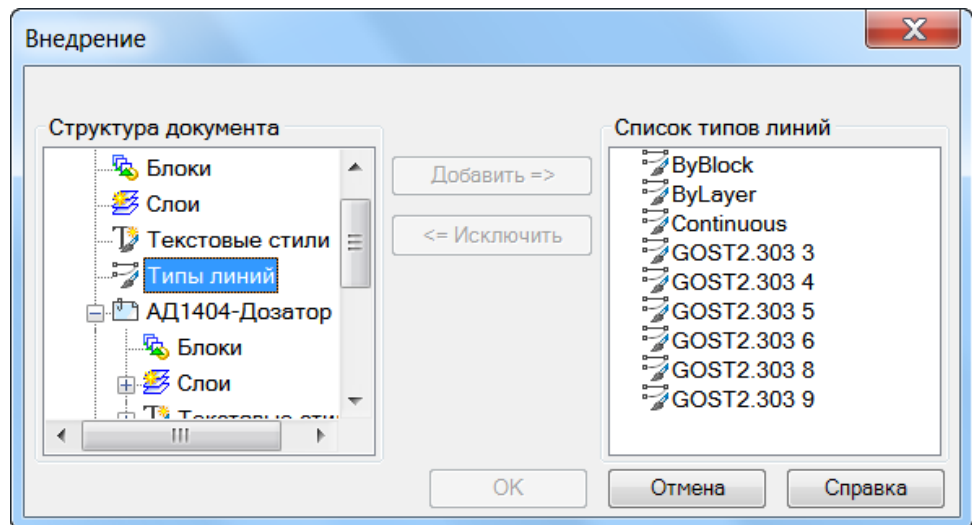 Внедрение
Структура документа
Блоки
Слои
Текстовые стили
Типы линий
АД1404-Дозатор
Блоки
Слои
Текстовые сти
Добавить =>
<= Исключить
Список типов линий
ByBlock
ByLayer
Continuous
GOST2.303 3
GOST2.303 4
GOST2.303 5
GOST2.303 6
GOST2.303 8
GOST2.303 9
OK
Отмена
Справка